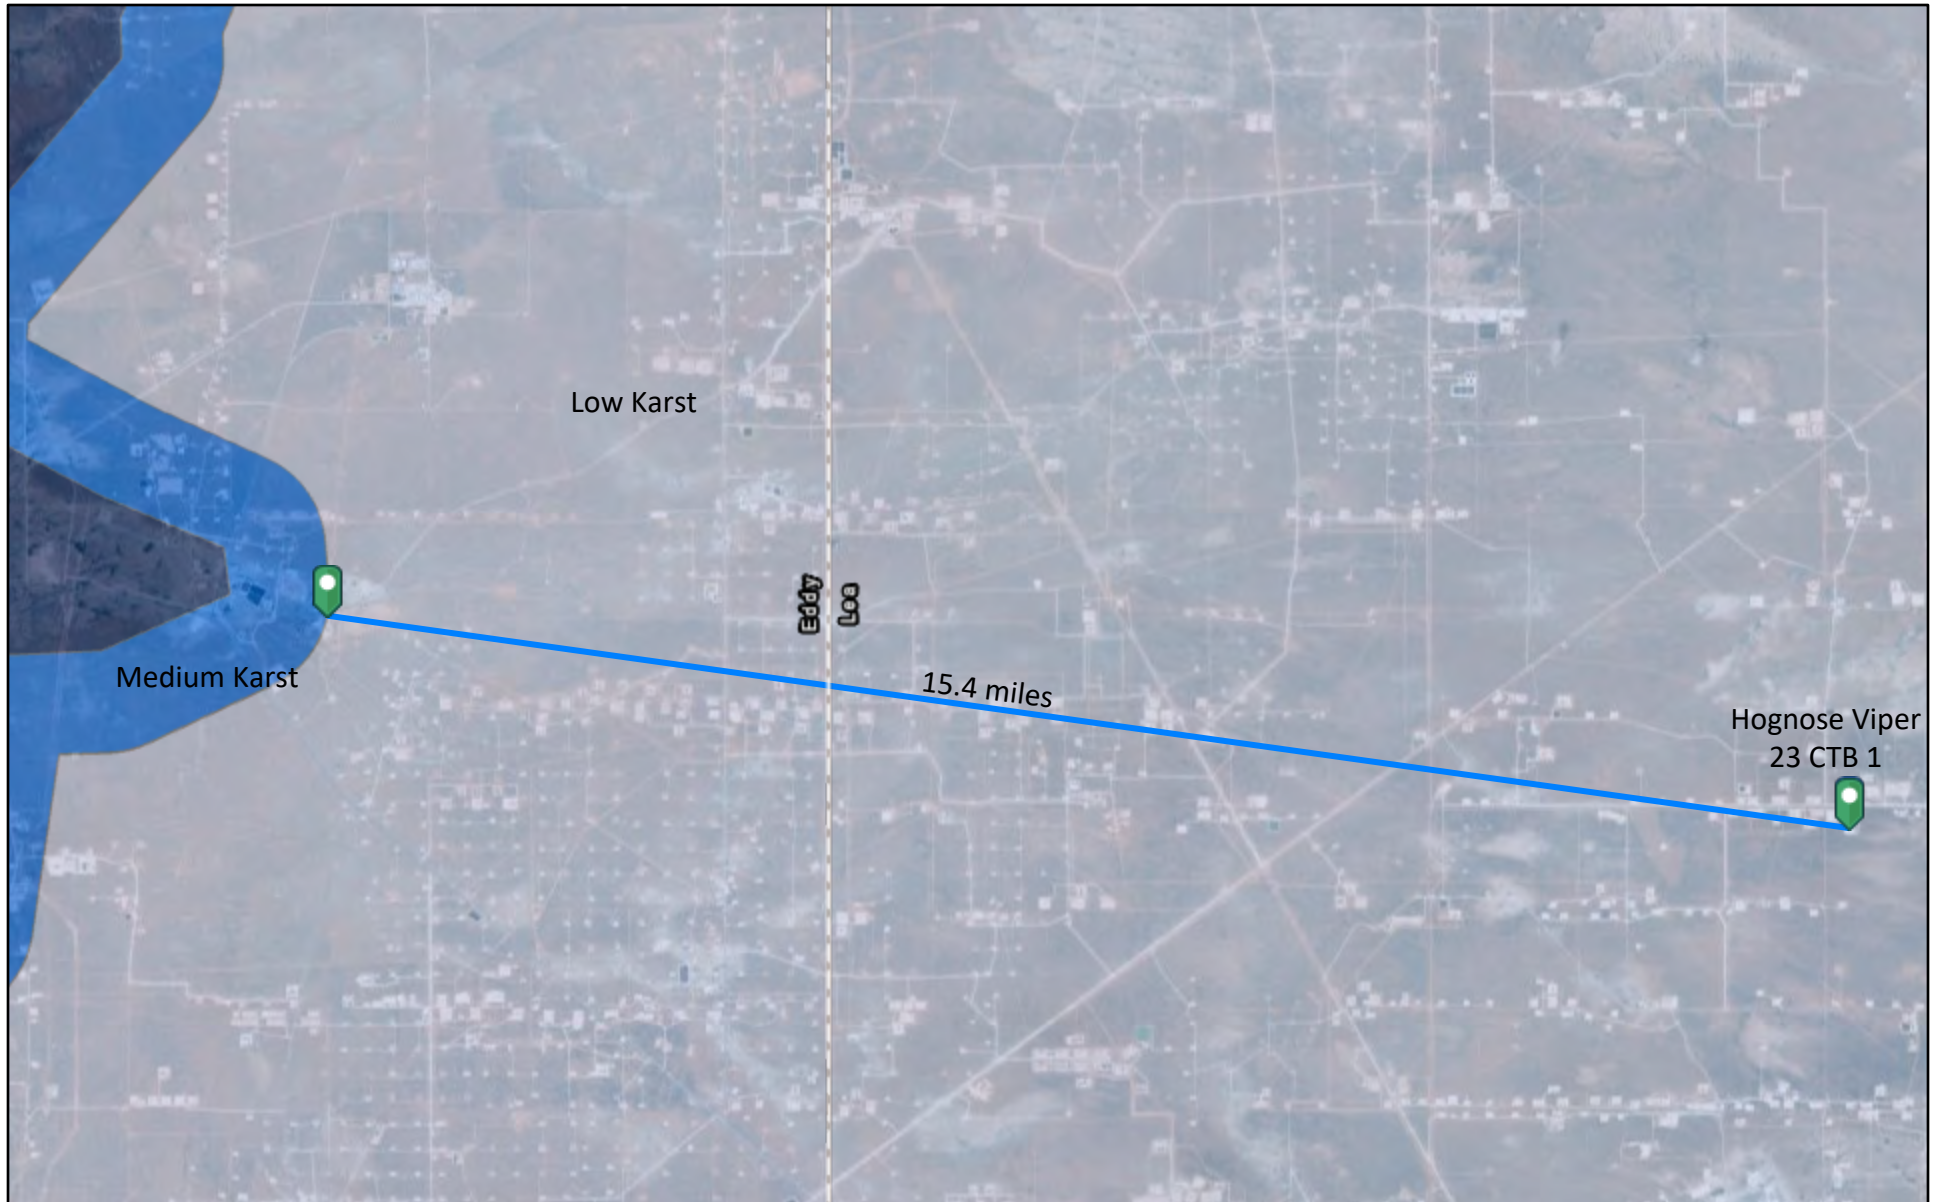 Low Karst
Eddy
Lea
Medium Karst
15.4 miles
Hognose Viper
23 CTB 1